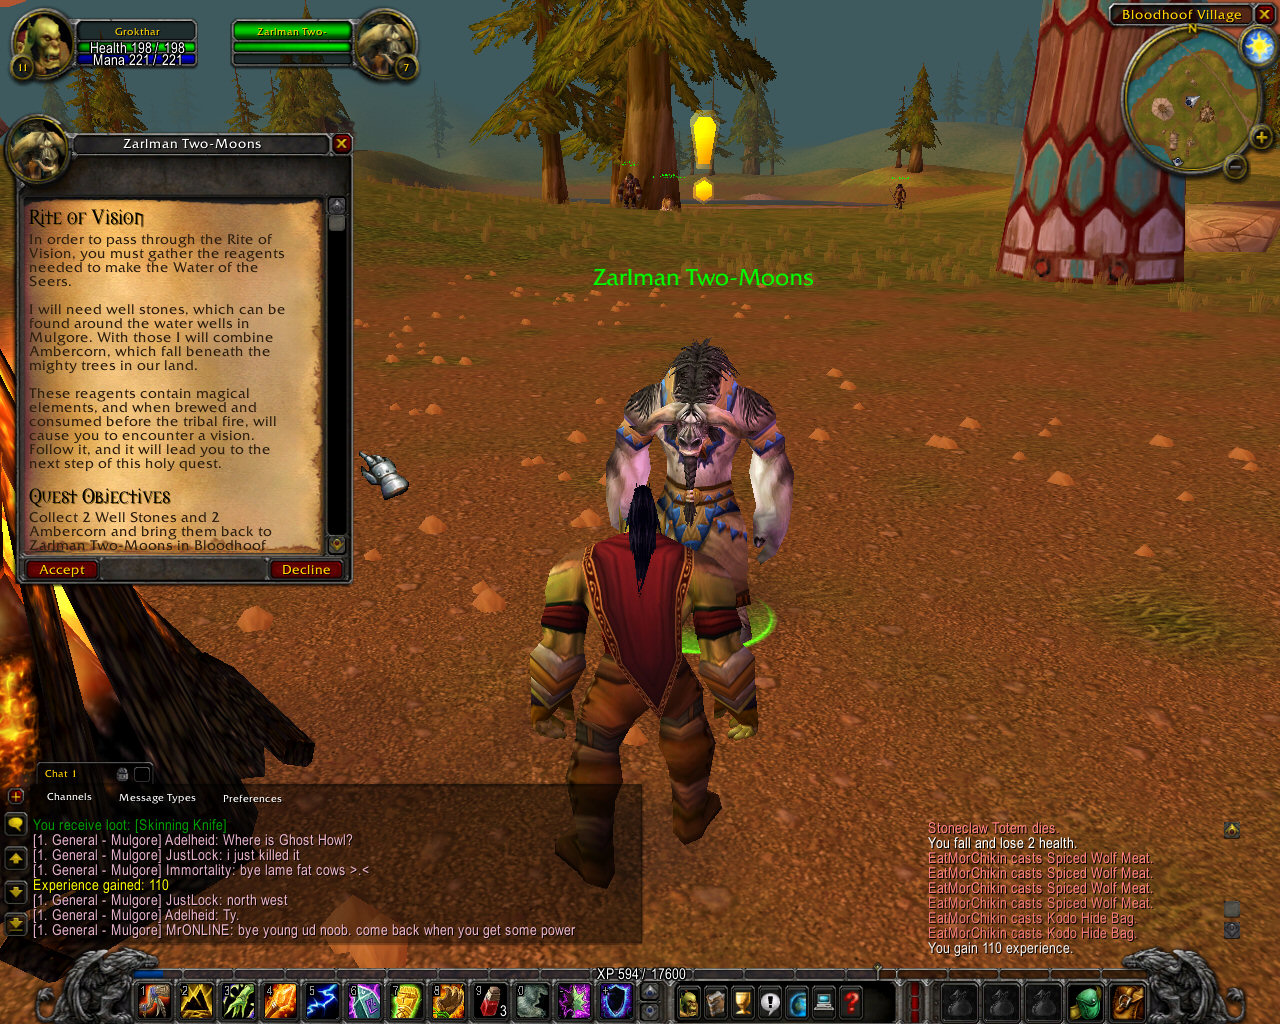 Grokthar
Health 198 / 198
Mana 221 / 221
11
Zarlman Two-
7
Bloodhoof Village
N
Zarlman Two-Moons
Rite of Vision
In order to pass through the Rite of
Vision, you must gather the reagents
needed to make the Water of the
Seers.
I will need well stones, which can be
found around the water wells in
Mulgore. With those I will combine
Ambercorn, which fall beneath the
mighty trees in our land.
These reagents contain magical
elements, and when brewed and
consumed before the tribal fire, will
cause you to encounter a vision.
Follow it, and it will lead you to the
next step of this holy quest.
Quest Objectives
Collect 2 Well Stones and 2
Ambercorn and bring them back to
Zarlman Two-Moons in Bloodhoof
Accept
Decline
Zarlman Two-Moons
Chat 1
Channels
Message Types
Preferences
You receive loot: [Skinning Knife]
[1. General - Mulgore] Adelheid: Where is Ghost Howl?
[1. General - Mulgore] JustLock: i just killed it
[1. General - Mulgore] Immortality: bye lame fat cows >.<
Experience gained: 110
[1. General - Mulgore] JustLock: north west
[1. General - Mulgore] Adelheid: Ty.
[1. General - Mulgore] MrONLINE: bye young ud noob. come back when you get some power
Stoneclaw Totem dies.
You fall and lose 2 health.
EatMorChikin casts Spiced Wolf Meat.
EatMorChikin casts Spiced Wolf Meat.
EatMorChikin casts Spiced Wolf Meat.
EatMorChikin casts Spiced Wolf Meat.
EatMorChikin casts Kodo Hide Bag.
EatMorChikin casts Kodo Hide Bag.
You gain 110 experience.
XP 594 / 17600
1 2 3 4 5 6 7 8 9 3 0 - +